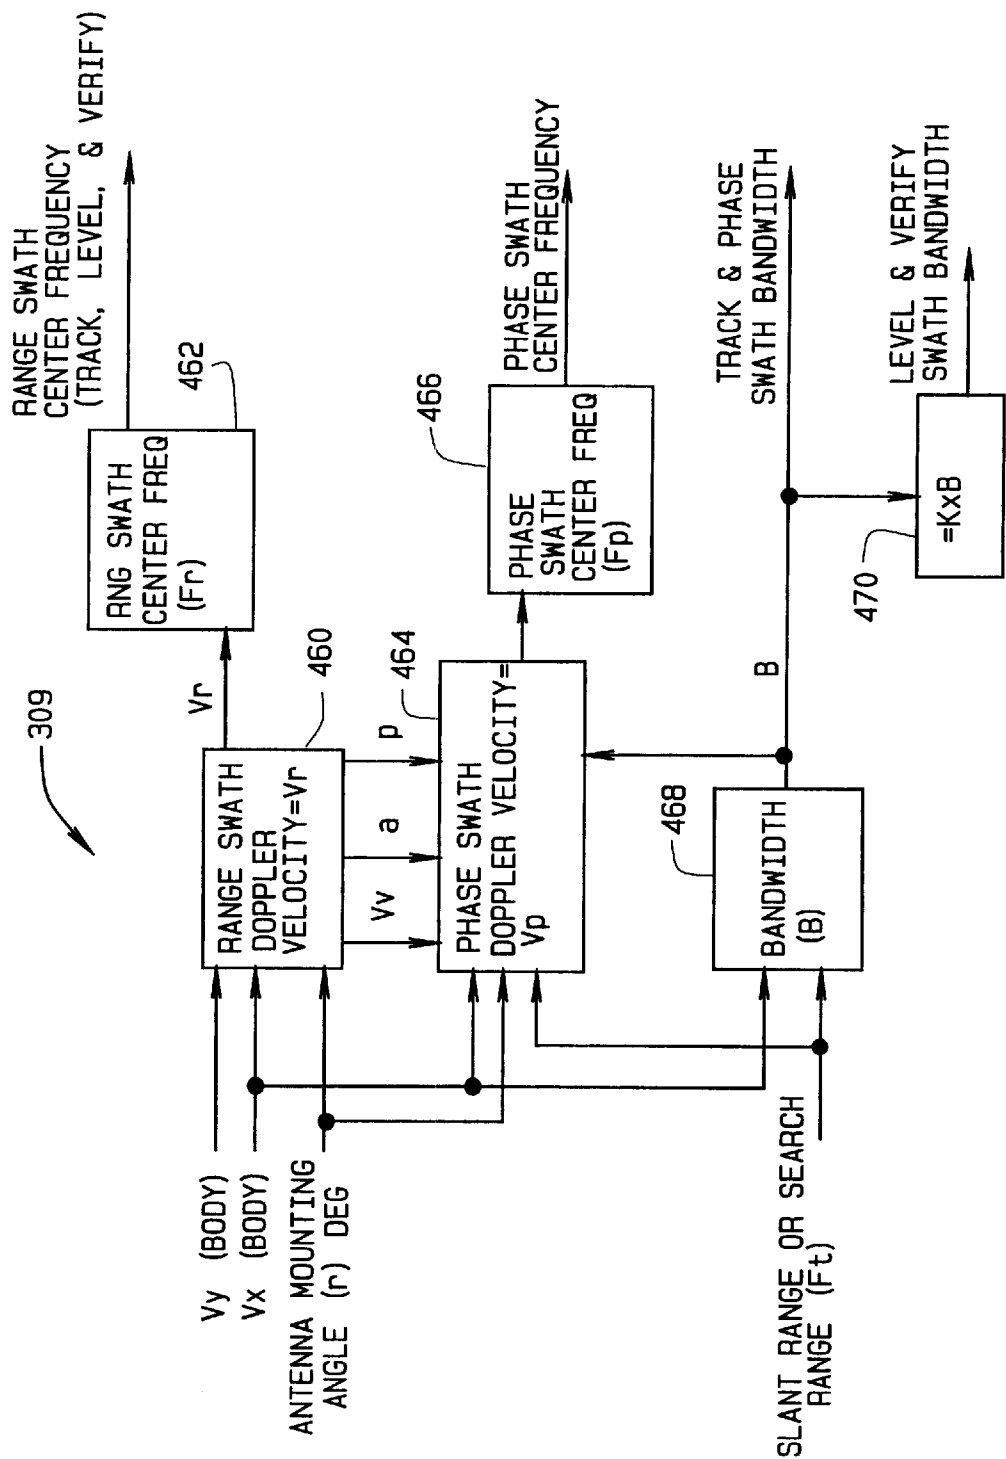 309
Vy (BODY)
Vx (BODY)
ANTENNA MOUNTING
ANGLE (r) DEG
SLANT RANGE OR SEARCH
RANGE (Ft)
RANGE SWATH
DOPPLER
VELOCITY=Vr
460
Vr
RNG SWATH
CENTER FREQ
(Fr)
462
RANGE SWATH
CENTER FREQUENCY
(TRACK, LEVEL, & VERIFY)
Vv
a
p
PHASE SWATH
DOPPLER VELOCITY=
Vp
464
PHASE
SWATH
CENTER FREQ
(Fp)
466
PHASE SWATH
CENTER FREQUENCY
BANDWIDTH
(B)
468
B
TRACK & PHASE
SWATH BANDWIDTH
=KxB
470
LEVEL & VERIFY
SWATH BANDWIDTH